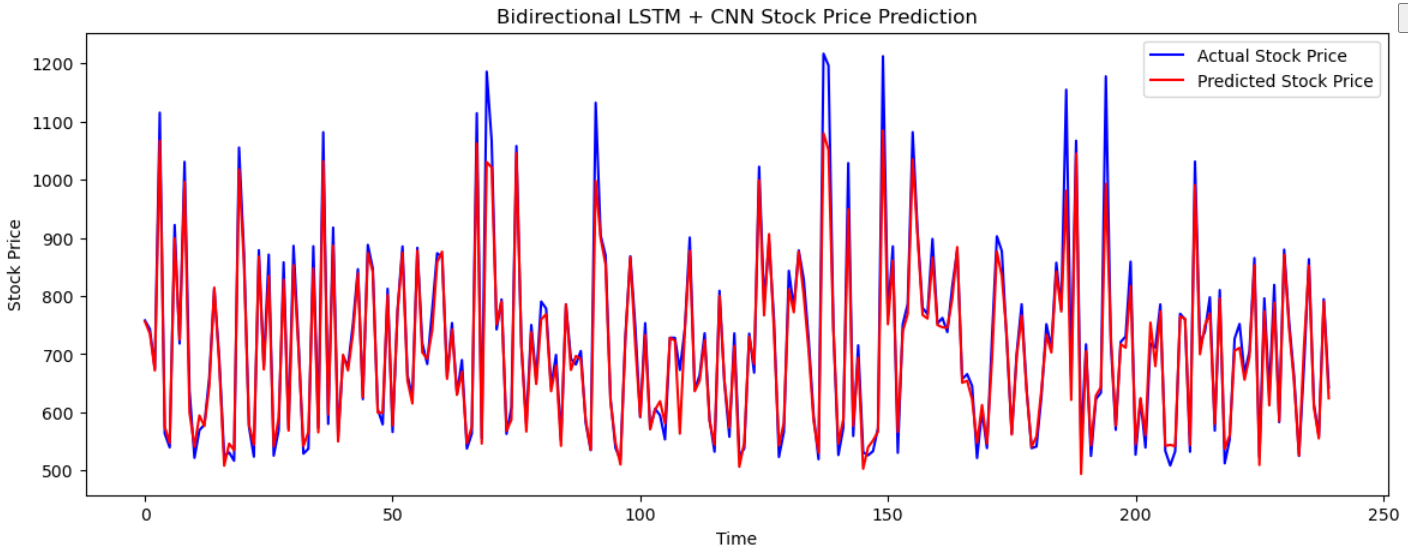 Bidirectional LSTM + CNN Stock Price Prediction
Actual Stock Price
Predicted Stock Price
Stock Price
1200
1100
1000
900
800
700
600
500
0
50
100
150
200
250
Time